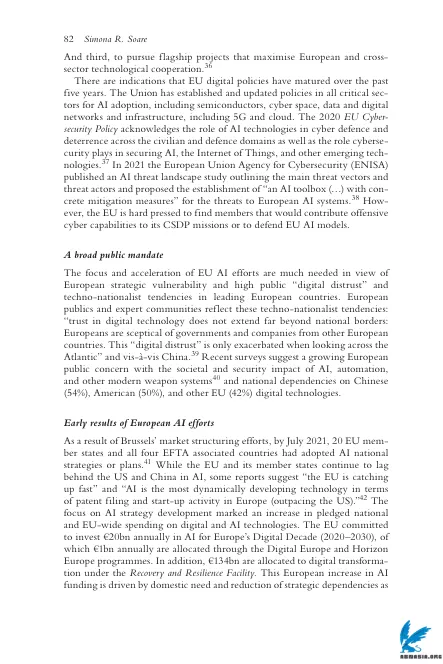 82 Simona R. Soare
And third, to pursue flagship projects that maximise European and cross-
sector technological cooperation.36
There are indications that EU digital policies have matured over the past
five years. The Union has established and updated policies in all critical sec-
tors for AI adoption, including semiconductors, cyber space, data and digital
networks and infrastructure, including 5G and cloud. The 2020 EU Cyber-
security Policy acknowledges the role of AI technologies in cyber defence and
deterrence across the civilian and defence domains as well as the role cyberse-
curity plays in securing AI, the Internet of Things, and other emerging tech-
nologies.37 In 2021 the European Union Agency for Cybersecurity (ENISA)
published an AI threat landscape study outlining the main threat vectors and
threat actors and proposed the establishment of “an AI toolbox (…) with con-
crete mitigation measures” for the threats to European AI systems.38 How-
ever, the EU is hard pressed to find members that would contribute offensive
cyber capabilities to its CSDP missions or to defend EU AI models.
A broad public mandate
The focus and acceleration of EU AI efforts are much needed in view of
European strategic vulnerability and high public “digital distrust” and
techno-nationalist tendencies in leading European countries. European
publics and expert communities reflect these techno-nationalist tendencies:
“trust in digital technology does not extend far beyond national borders:
Europeans are sceptical of governments and companies from other European
countries. This “digital distrust” is only exacerbated when looking across the
Atlantic” and vis-à-vis China.39 Recent surveys suggest a growing European
public concern with the societal and security impact of AI, automation,
and other modern weapon systems40 and national dependencies on Chinese
(54%), American (50%), and other EU (42%) digital technologies.
Early results of European AI efforts
As a result of Brussels’ market structuring efforts, by July 2021, 20 EU mem-
ber states and all four EFTA associated countries had adopted AI national
strategies or plans.41 While the EU and its member states continue to lag
behind the US and China in AI, some reports suggest “the EU is catching
up fast” and “AI is the most dynamically developing technology in terms
of patent filing and start-up activity in Europe (outpacing the US).”42 The
focus on AI strategy development marked an increase in pledged national
and EU-wide spending on digital and AI technologies. The EU committed
to invest €20bn annually in AI for Europe’s Digital Decade (2020–2030), of
which €1bn annually are allocated through the Digital Europe and Horizon
Europe programmes. In addition, €134bn are allocated to digital transforma-
tion under the Recovery and Resilience Facility. This European increase in AI
funding is driven by domestic need and reduction of strategic dependencies as